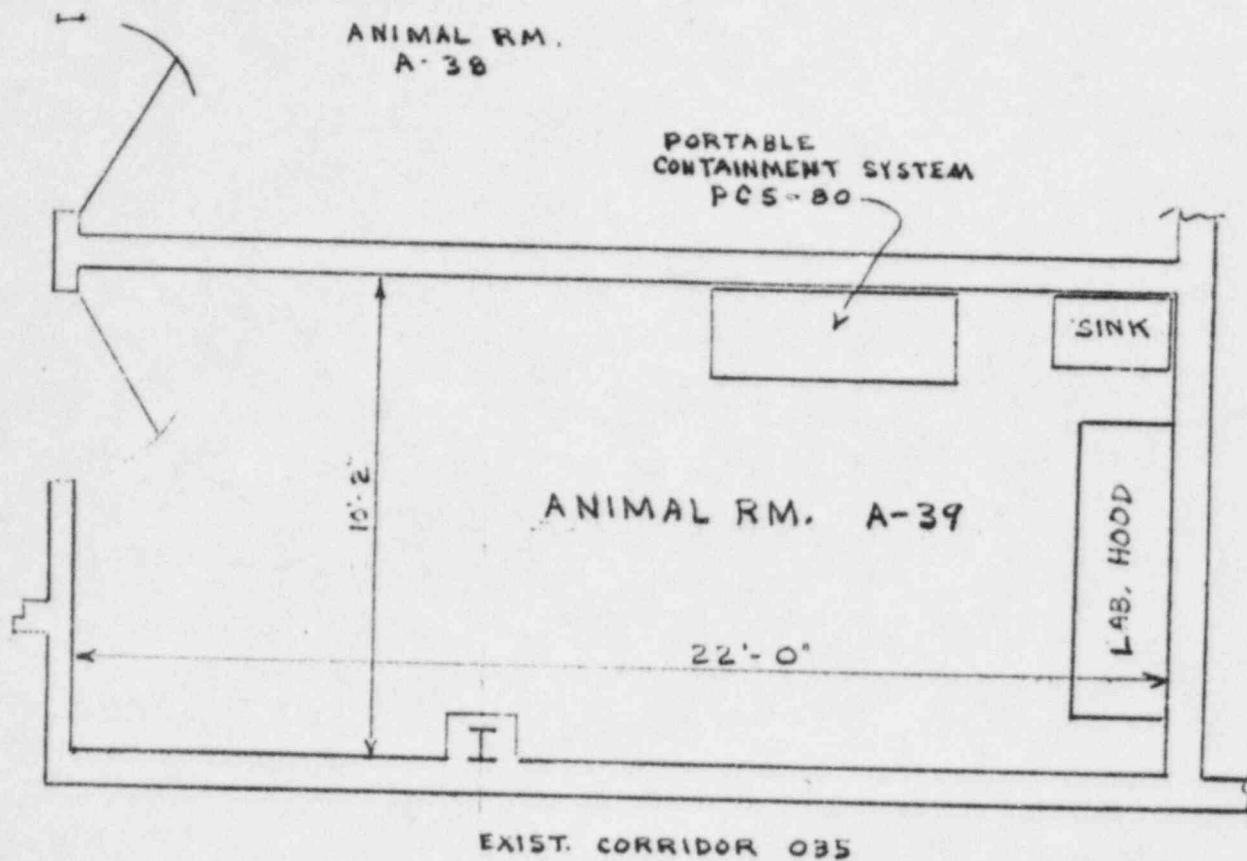 ANIMAL RM.
A-38
PORTABLE
CONTAINMENT SYSTEM
PCS-80
SINK
10'-2"
ANIMAL RM. A-39
LAB. HOOD
22'-0"
EXIST. CORRIDOR 035